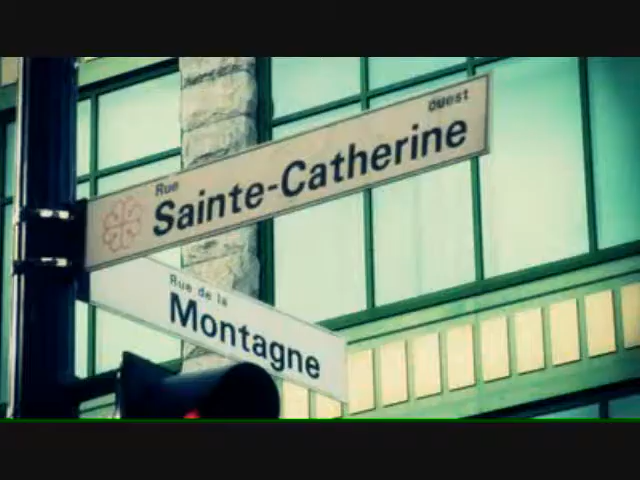 Rue
Sainte-Catherine
ouest
Rue de la
Montagne